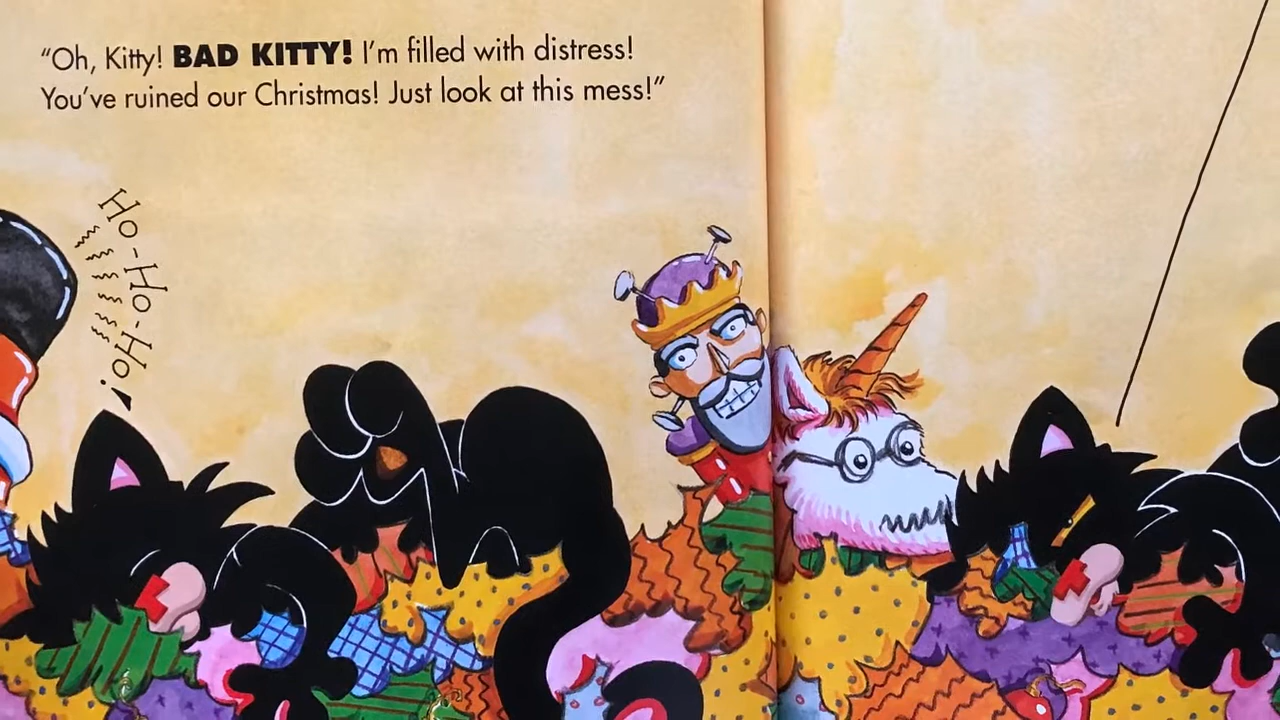 “Oh, Kitty! BAD KITTY! I’m filled with distress!
You’ve ruined our Christmas! Just look at this mess!”
Ho-Ho-Ho!